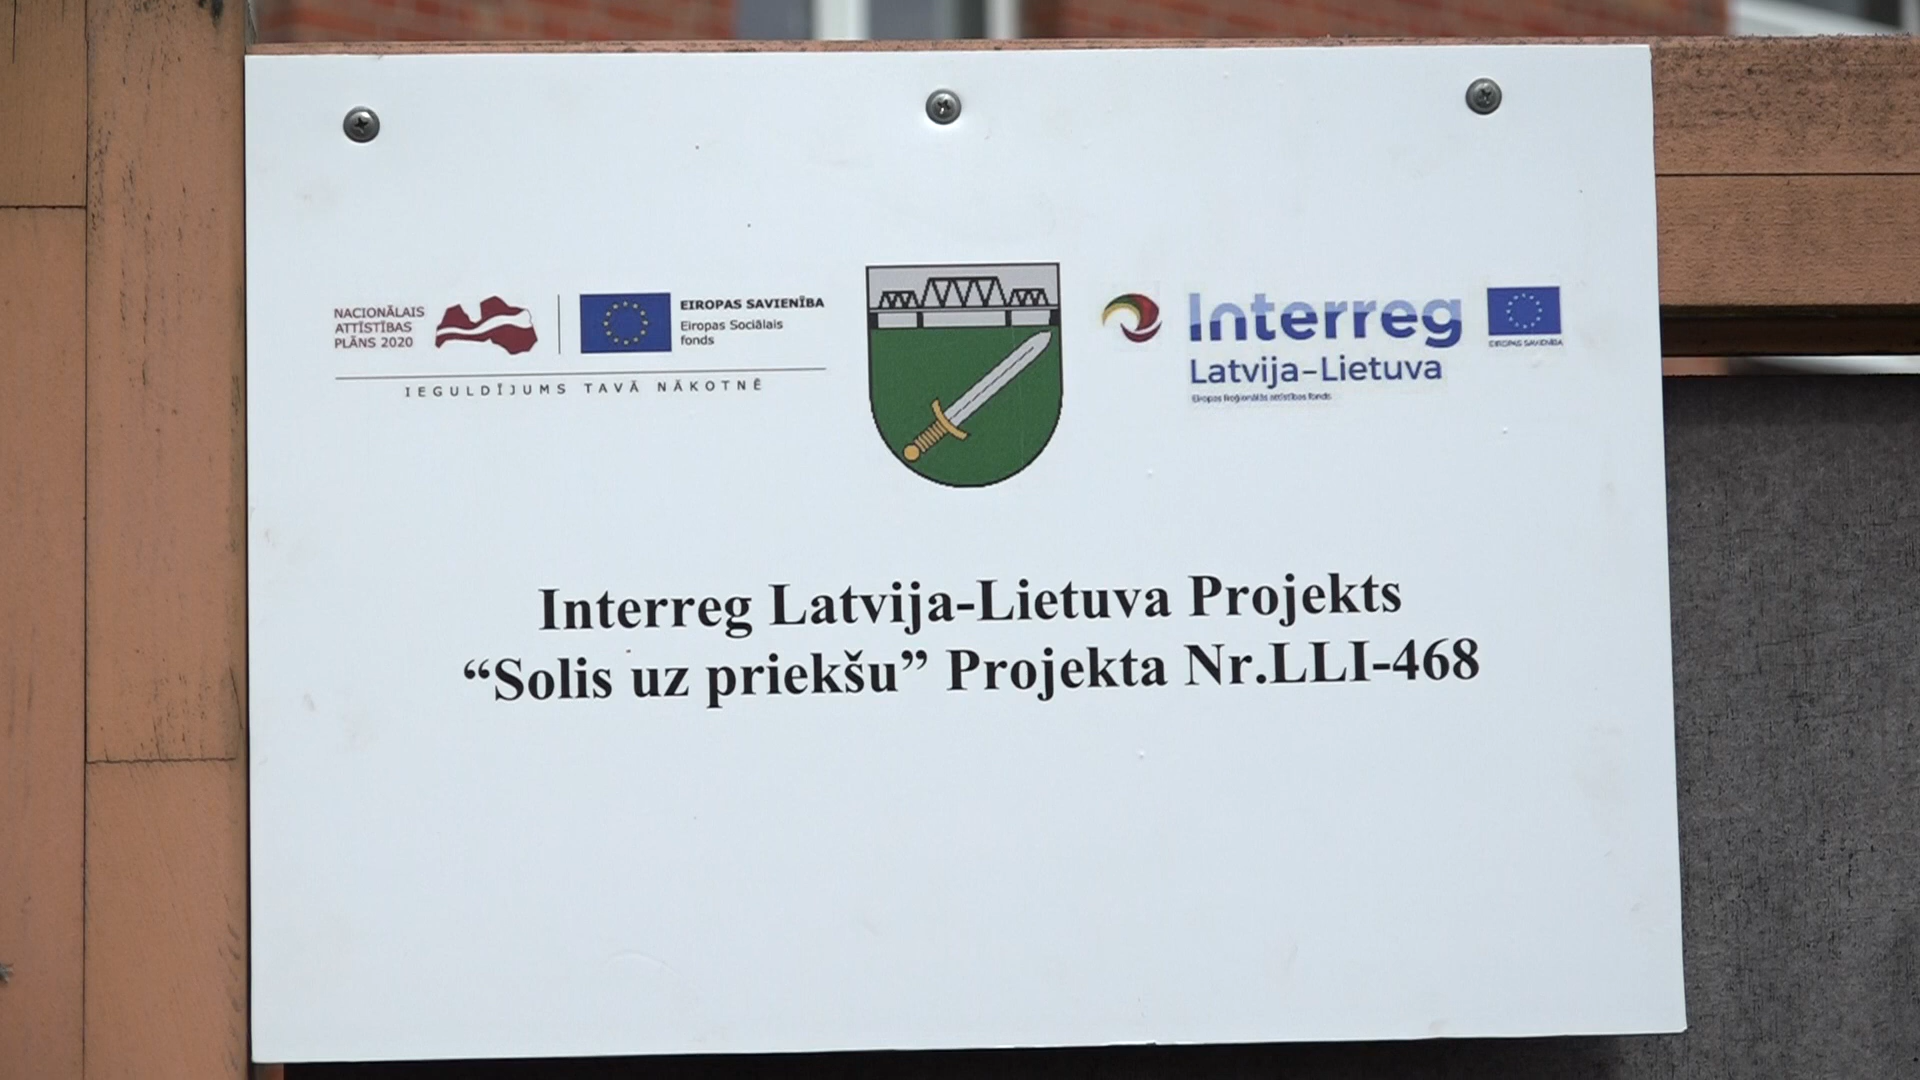 NACIONĀLAIS
ATTĪSTĪBAS
PLĀNS 2020
EIROPAS SAVIENĪBA
Eiropas Sociālais
fonds
IEGULDĪJUMS TAVĀ NĀKOTNĒ
Interreg
Latvija-Lietuva
Eiropas Reģionālās attīstības fonds
EIROPAS SAVIENĪBA
Interreg Latvija-Lietuva Projekts
“Solis uz priekšu” Projekta Nr.LLI-468